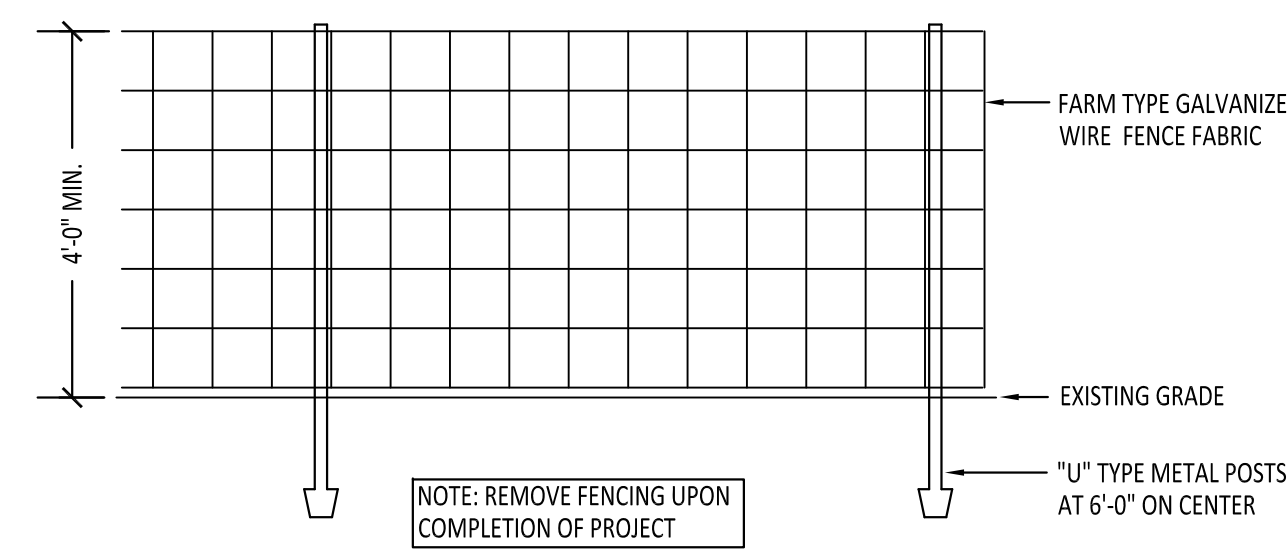 FARM TYPE GALVANIZE
WIRE FENCE FABRIC
4'-0" MIN.
EXISTING GRADE
"U" TYPE METAL POSTS
AT 6'-0" ON CENTER
NOTE: REMOVE FENCING UPON
COMPLETION OF PROJECT